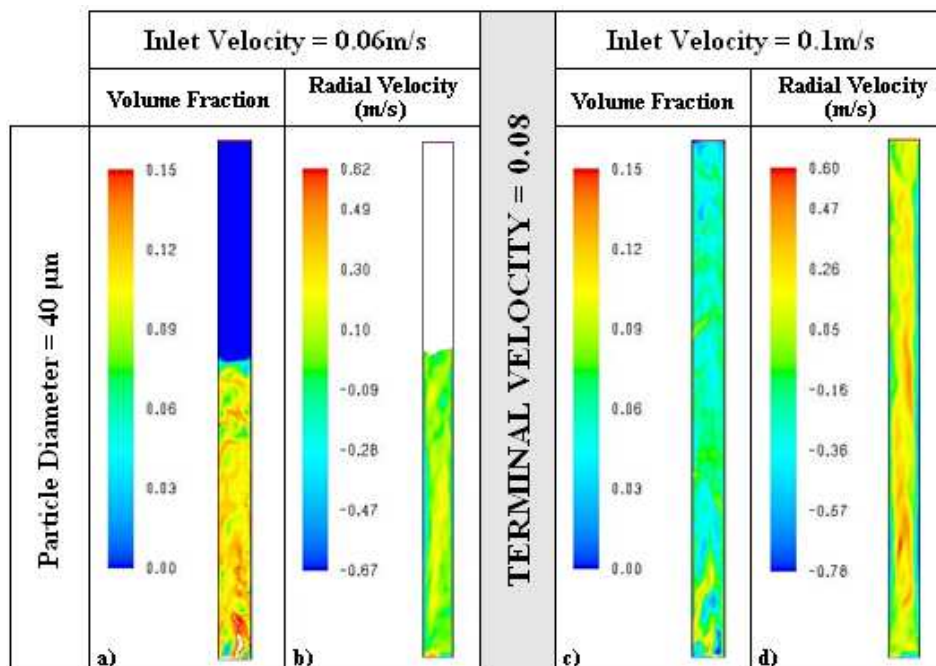 Inlet Velocity = 0.06m/s
Inlet Velocity = 0.1m/s
Volume Fraction
Radial Velocity
(m/s)
Volume Fraction
Radial Velocity
(m/s)
Particle Diameter = 40 µm
TERMINAL VELOCITY = 0.08
0.15
0.12
0.09
0.06
0.03
0.00
a)
0.62
0.49
0.30
0.10
-0.09
-0.28
-0.47
-0.67
b)
0.15
0.12
0.09
0.06
0.03
0.00
c)
0.60
0.47
0.26
0.05
-0.16
-0.36
-0.57
-0.78
d)